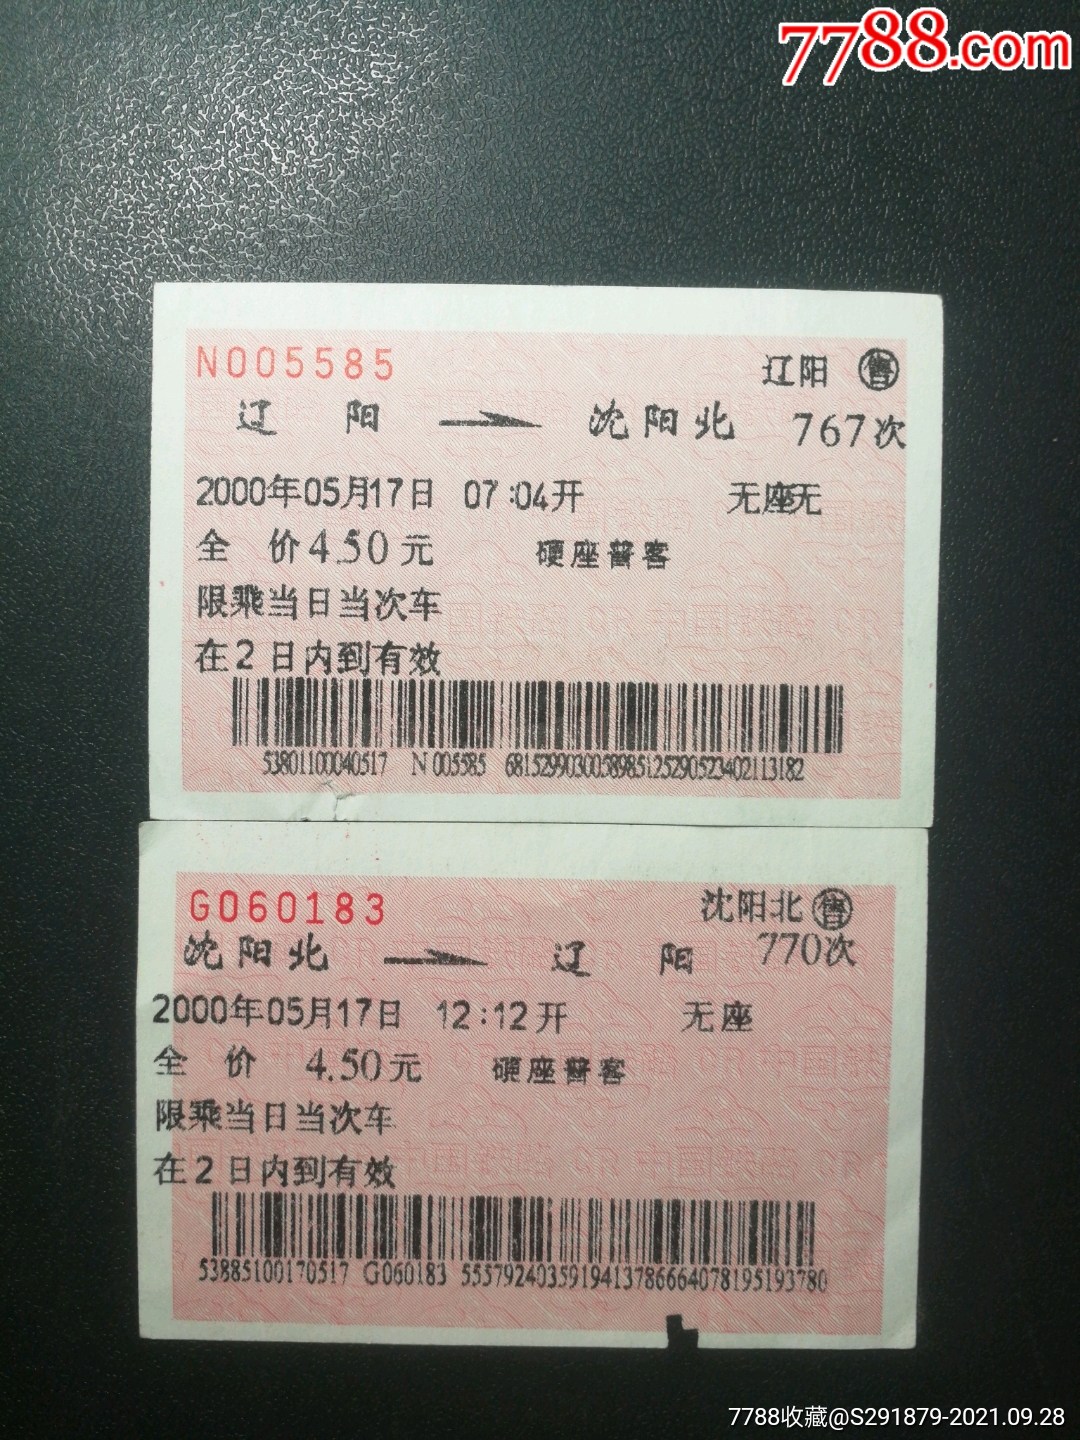 7788.com
N005585
辽阳 售
辽 阳 沈阳北 767次
2000年05月17日 07:04开 无座无
全 价4.50元 硬座普客
限乘当日当次车
在2日内到有效
53801100040517 N005585 6815299030058985125290523402113182
G060183
沈阳北 售
沈阳北 辽 阳 770次
2000年05月17日 12:12开 无座
全 价 4.50元 硬座普客
限乘当日当次车
在2日内到有效
53885100170517 G060183 55579240359194137866640781951937​80
7788收藏@S291879-2021.09.28